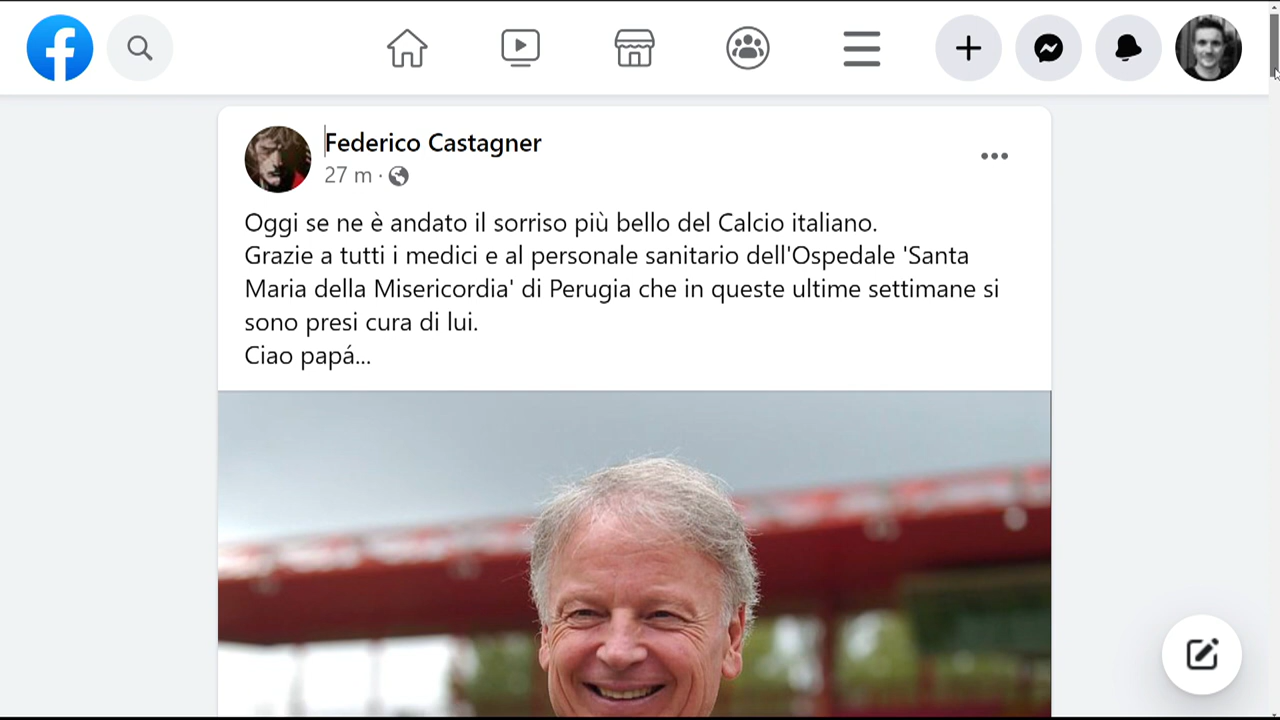 Federico Castagner
27 m ·
Oggi se ne è andato il sorriso più bello del Calcio italiano.
Grazie a tutti i medici e al personale sanitario dell'Ospedale 'Santa
Maria della Misericordia' di Perugia che in queste ultime settimane si
sono presi cura di lui.
Ciao papá...